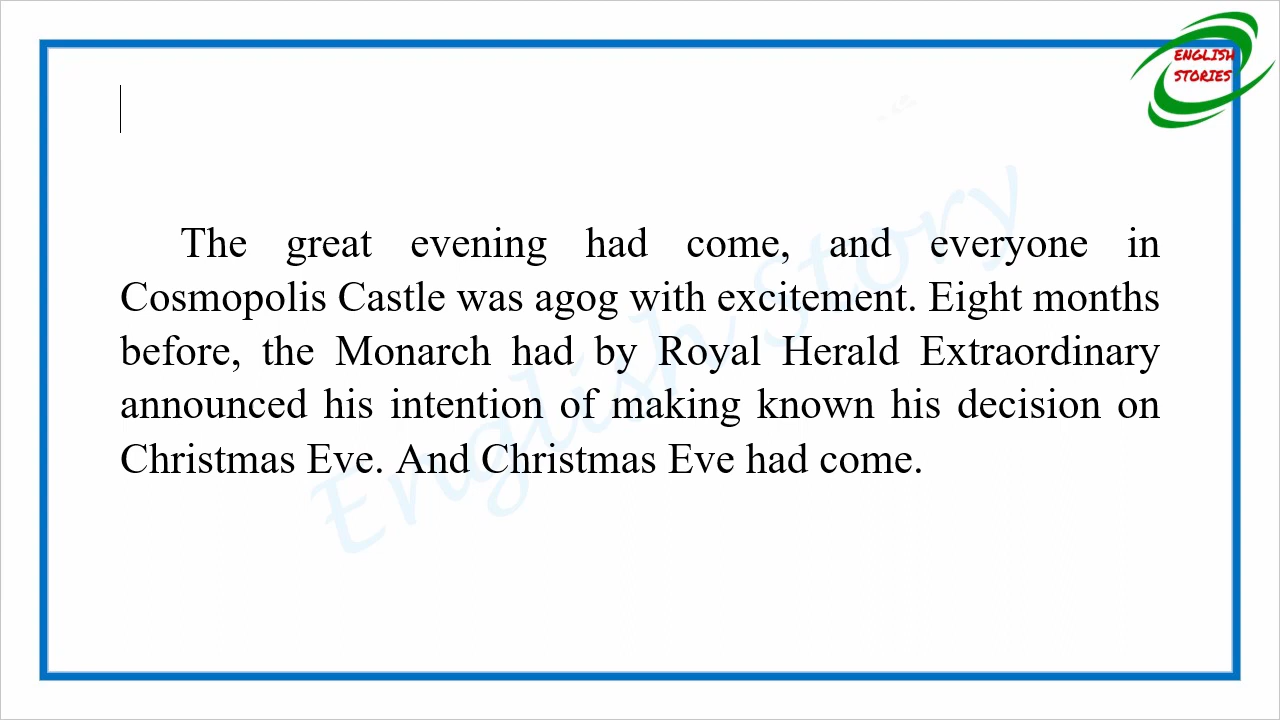 ENGLISH
STORIES
The great evening had come, and everyone in
Cosmopolis Castle was agog with excitement. Eight months
before, the Monarch had by Royal Herald Extraordinary
announced his intention of making known his decision on
Christmas Eve. And Christmas Eve had come.
English Story